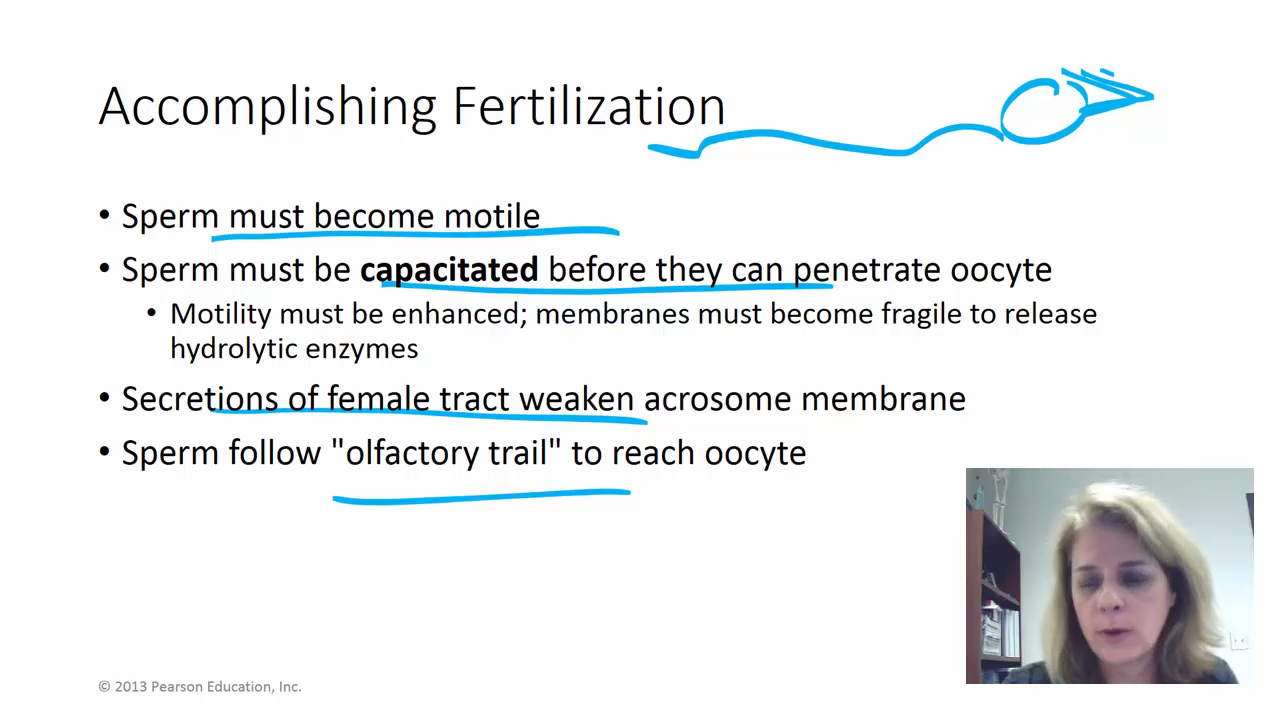 Accomplishing Fertilization
• Sperm must become motile
• Sperm must be capacitated before they can penetrate oocyte
• Motility must be enhanced; membranes must become fragile to release
hydrolytic enzymes
• Secretions of female tract weaken acrosome membrane
• Sperm follow "olfactory trail" to reach oocyte
© 2013 Pearson Education, Inc.